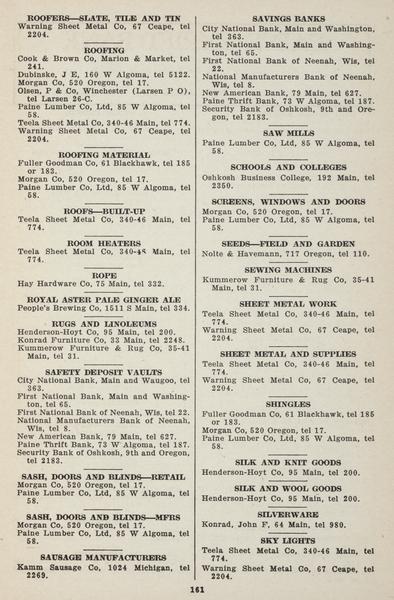 ROOFERS—SLATE, TILE AND TIN
Warning Sheet Metal Co, 67 Ceape, tel
2204.
ROOFING
Cook & Brown Co, Marion & Market, tel
241.
Dubinske, J E, 160 W Algoma, tel 5122.
Morgan Co, 520 Oregon, tel 17.
Olsen, P & Co, Winchester (Larsen P O),
tel Larsen 26-C.
Paine Lumber Co, Ltd, 85 W Algoma, tel
58.
Teela Sheet Metal Co, 340-46 Main, tel 774.
Warning Sheet Metal Co, 67 Ceape, tel
2204.
ROOFING MATERIAL
Fuller Goodman Co, 61 Blackhawk, tel 185
or 183.
Morgan Co, 520 Oregon, tel 17.
Paine Lumber Co, Ltd, 85 W Algoma, tel
58.
ROOFS—BUILT-UP
Teela Sheet Metal Co, 340-46 Main, tel
774.
ROOM HEATERS
Teela Sheet Metal Co, 340-46 Main, tel
774.
ROPE
Hay Hardware Co, 75 Main, tel 332.
ROYAL ASTER PALE GINGER ALE
People's Brewing Co, 1511 S Main, tel 334.
RUGS AND LINOLEUMS
Henderson-Hoyt Co, 95 Main, tel 200.
Konrad Furniture Co, 33 Main, tel 2248.
Kummerow Furniture & Rug Co, 35-41
Main, tel 31.
SAFETY DEPOSIT VAULTS
City National Bank, Main and Waugoo, tel
363.
First National Bank, Main and Washing-
ton, tel 65.
First National Bank of Neenah, Wis, tel 22.
National Manufacturers Bank of Neenah,
Wis, tel 8.
New American Bank, 79 Main, tel 627.
Paine Thrift Bank, 73 W Algoma, tel 187.
Security Bank of Oshkosh, 9th and Oregon,
tel 2183.
SASH, DOORS AND BLINDS—RETAIL
Morgan Co, 520 Oregon, tel 17.
Paine Lumber Co, Ltd, 85 W Algoma, tel
58.
SASH, DOORS AND BLINDS—MFRS
Morgan Co, 520 Oregon, tel 17.
Paine Lumber Co, Ltd, 85 W Algoma, tel
58.
SAUSAGE MANUFACTURERS
Kamm Sausage Co, 1024 Michigan, tel
2269.
SAVINGS BANKS
City National Bank, Main and Washington,
tel 363.
First National Bank, Main and Washing-
ton, tel 65.
First National Bank of Neenah, Wis, tel
22.
National Manufacturers Bank of Neenah,
Wis, tel 8.
New American Bank, 79 Main, tel 627.
Paine Thrift Bank, 73 W Algoma, tel 187.
Security Bank of Oshkosh, 9th and Ore-
gon, tel 2183.
SAW MILLS
Paine Lumber Co, Ltd, 85 W Algoma, tel
58.
SCHOOLS AND COLLEGES
Oshkosh Business College, 192 Main, tel
2350.
SCREENS, WINDOWS AND DOORS
Morgan Co, 520 Oregon, tel 17.
Paine Lumber Co, Ltd, 85 W Algoma, tel
58.
SEEDS—FIELD AND GARDEN
Nolte & Havemann, 717 Oregon, tel 110.
SEWING MACHINES
Kummerow Furniture & Rug Co, 35-41
Main, tel 31.
SHEET METAL WORK
Teela Sheet Metal Co, 340-46 Main, tel
774.
Warning Sheet Metal Co, 67 Ceape, tel
2204.
SHEET METAL AND SUPPLIES
Teela Sheet Metal Co, 340-46 Main, tel
774.
Warning Sheet Metal Co, 67 Ceape, tel
2204.
SHINGLES
Fuller Goodman Co, 61 Blackhawk, tel 185
or 183.
Morgan Co, 520 Oregon, tel 17.
Paine Lumber Co, Ltd, 85 W Algoma, tel
58.
SILK AND KNIT GOODS
Henderson-Hoyt Co, 95 Main, tel 200.
SILK AND WOOL GOODS
Henderson-Hoyt Co, 95 Main, tel 200.
SILVERWARE
Konrad, John F, 64 Main, tel 980.
SKY LIGHTS
Teela Sheet Metal Co, 340-46 Main, tel
774.
Warning Sheet Metal Co, 67 Ceape, tel
2204.
161